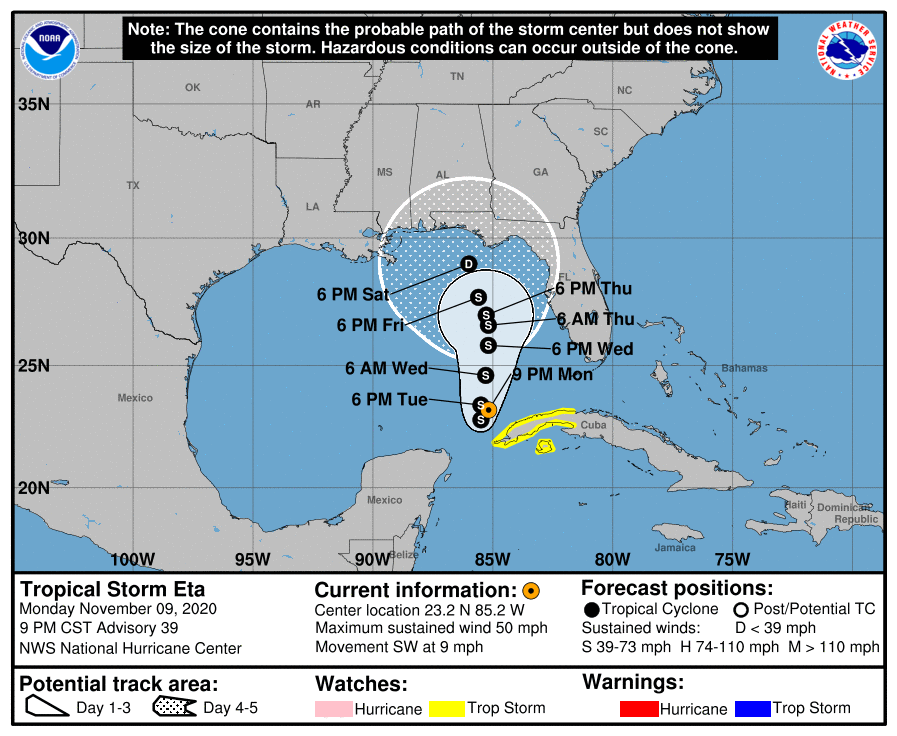 Note: The cone contains the probable path of the storm center but does not show
the size of the storm. Hazardous conditions can occur outside of the cone.
NOAA
NATIONAL WEATHER SERVICE
TN
OK
AR
NC
35N
SC
MS
AL
GA
TX
LA
30N
FL
6 PM Sat
D
6 PM Thu
6 PM Fri
S
S
6 AM Thu
S
6 PM Wed
S
25N
6 AM Wed
S
9 PM Mon
Bahamas
Mexico
6 PM Tue
S
S
Cuba
20N
Mexico
Haiti
Dominican
Republic
Jamaica
Belize
100W
95W
90W
85W
80W
75W
Tropical Storm Eta
Monday November 09, 2020
9 PM CST Advisory 39
NWS National Hurricane Center
Current information:
Center location 23.2 N 85.2 W
Maximum sustained wind 50 mph
Movement SW at 9 mph
Forecast positions:
Tropical Cyclone Post/Potential TC
Sustained winds: D < 39 mph
S 39-73 mph H 74-110 mph M > 110 mph
Potential track area:
Day 1-3 Day 4-5
Watches:
Hurricane Trop Storm
Warnings:
Hurricane Trop Storm